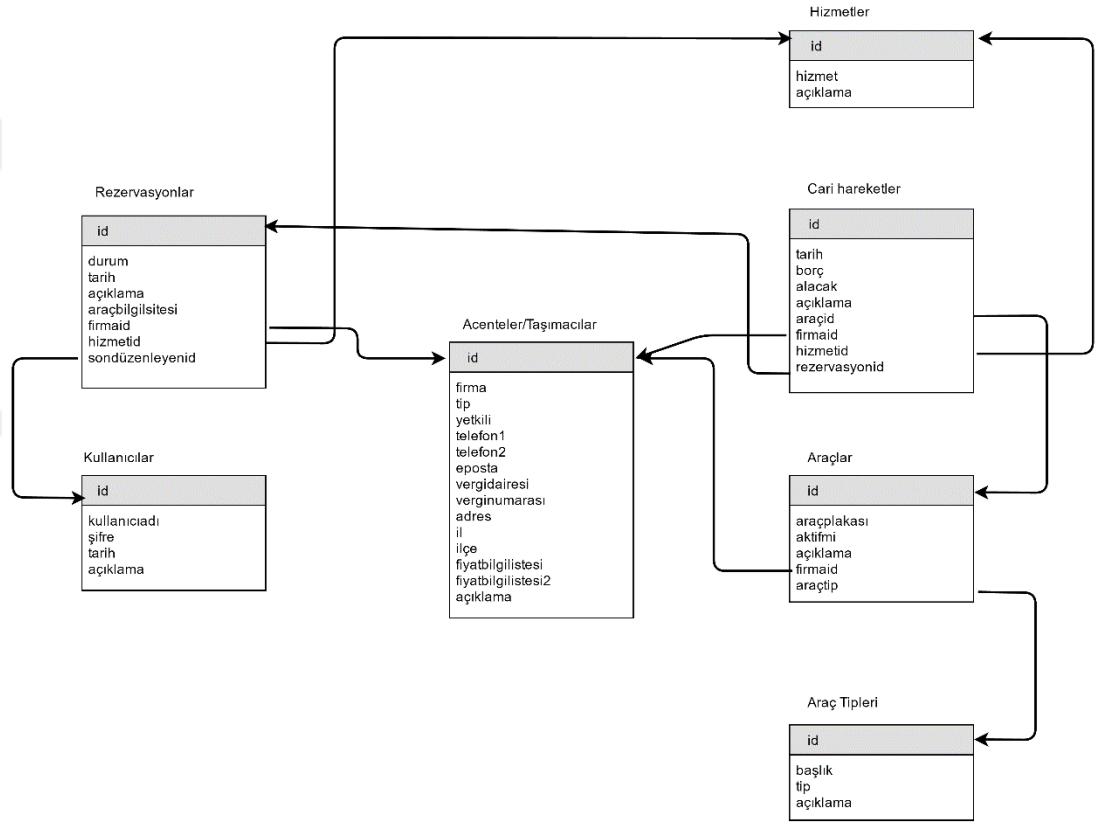 Hizmetler
id
hizmet
açıklama
Rezervasyonlar
id
durum
tarih
açıklama
araçbilgilsitesi
firmaid
hizmetid
sondüzenleyenid
Cari hareketler
id
tarih
borç
alacak
açıklama
araçid
firmaid
hizmetid
rezervasyonid
Acenteler/Taşımacılar
id
firma
tip
yetkili
telefon1
telefon2
eposta
vergidairesi
verginumarası
adres
il
ilçe
fiyatbilgilistesi
fiyatbilgilistesi2
açıklama
Kullanıcılar
id
kullanıcıadı
şifre
tarih
açıklama
Araçlar
id
araçplakası
aktifmi
açıklama
firmaid
araçtip
Araç Tipleri
id
başlık
tip
açıklama